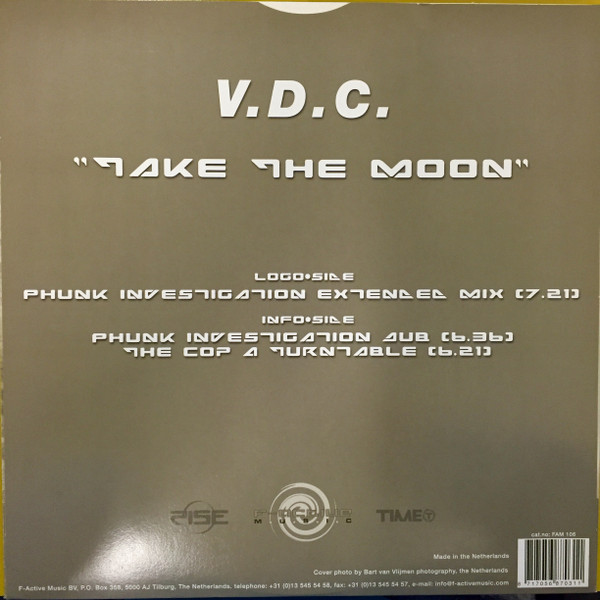 V.D.C.
"TAKE THE MOON"
LOGO•SIDE
PHUNK INVESTIGATION EXTENDED MIX (7.21)
INFO•SIDE
PHUNK INVESTIGATION DUB (6.36)
THE COP A TURNTABLE (6.21)
RISE
F-ACTIVE
MUSIC
TIME
cat.no: FAM 106
Made in the Netherlands
Cover photo by Bart van Vlijmen photography, the Netherlands
F-Active Music BV, P.O. Box 358, 5000 AJ Tilburg, The Netherlands. telephone: +31 (0)13 545 54 58, fax: +31 (0)13 545 54 57, e-mail: info@f-activemusic.com